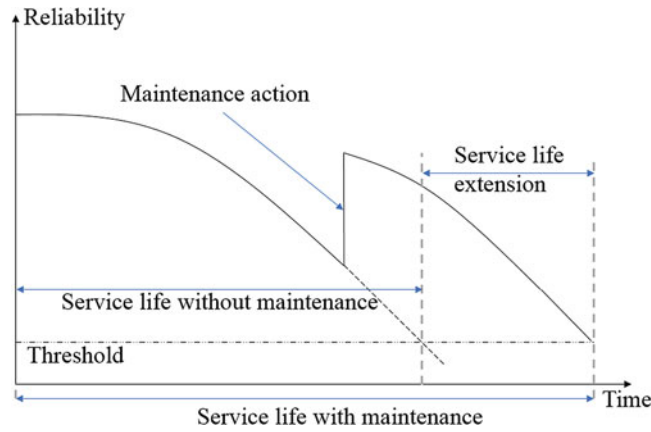 Reliability
Maintenance action
Service life
extension
Service life without maintenance
Threshold
Time
Service life with maintenance